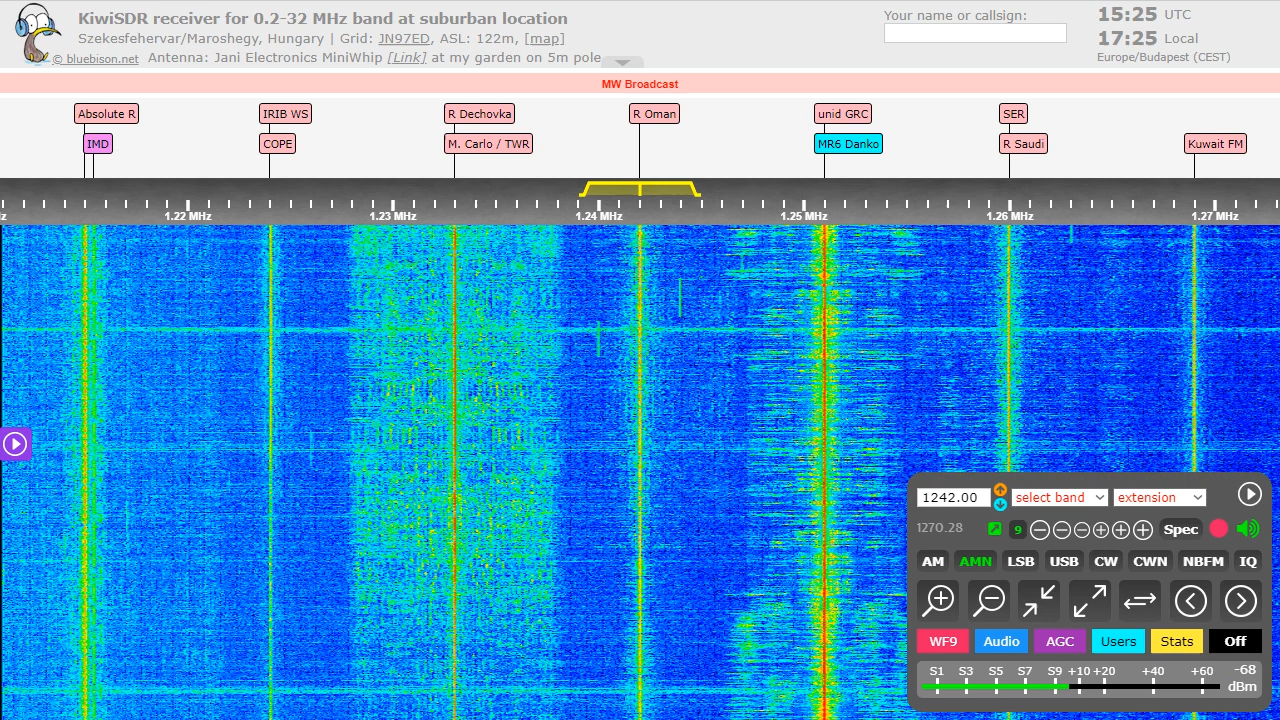 KiwiSDR receiver for 0.2-32 MHz band at suburban location
Szekesfehervar/Maroshegy, Hungary | Grid: JN97ED, ASL: 122m, [map]
© bluebison.net Antenna: Jani Electronics MiniWhip [Link] at my garden on 5m pole
Your name or callsign:
15:25 UTC
17:25 Local
Europe/Budapest (CEST)
MW Broadcast
Absolute R IRIB WS R Dechovka R Oman unid GRC SER
IMD COPE M. Carlo / TWR MR6 Danko R Saudi Kuwait FM
z 1.22 MHz 1.23 MHz 1.24 MHz 1.25 MHz 1.26 MHz 1.27 MHz
1242.00 select band extension
1270.28 9 Spec
AM AMN LSB USB CW CWN NBFM IQ
WF9 Audio AGC Users Stats Off
S1 S3 S5 S7 S9 +10 +20 +40 +60 -68
dBm